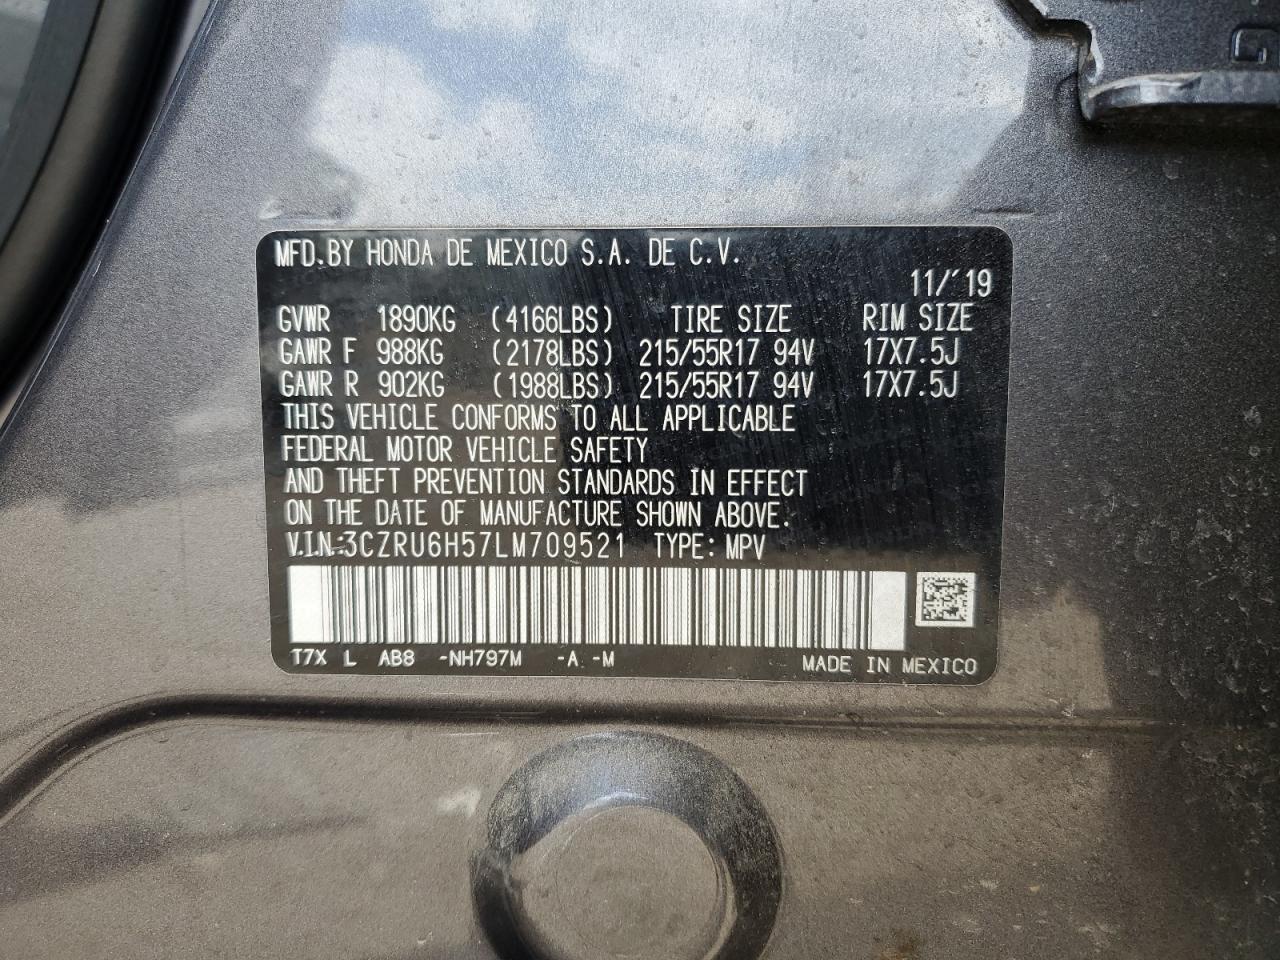 G
MFD.BY HONDA DE MEXICO S.A. DE C.V.
11/'19
GVWR 1890KG (4166LBS) TIRE SIZE RIM SIZE
GAWR F 988KG (2178LBS) 215/55R17 94V 17X7.5J
GAWR R 902KG (1988LBS) 215/55R17 94V 17X7.5J
THIS VEHICLE CONFORMS TO ALL APPLICABLE
FEDERAL MOTOR VEHICLE SAFETY
AND THEFT PREVENTION STANDARDS IN EFFECT
ON THE DATE OF MANUFACTURE SHOWN ABOVE.
V.I.N:3CZRU6H57LM709521 TYPE: MPV
T7X L AB8 -NH797M -A -M MADE IN MEXICO